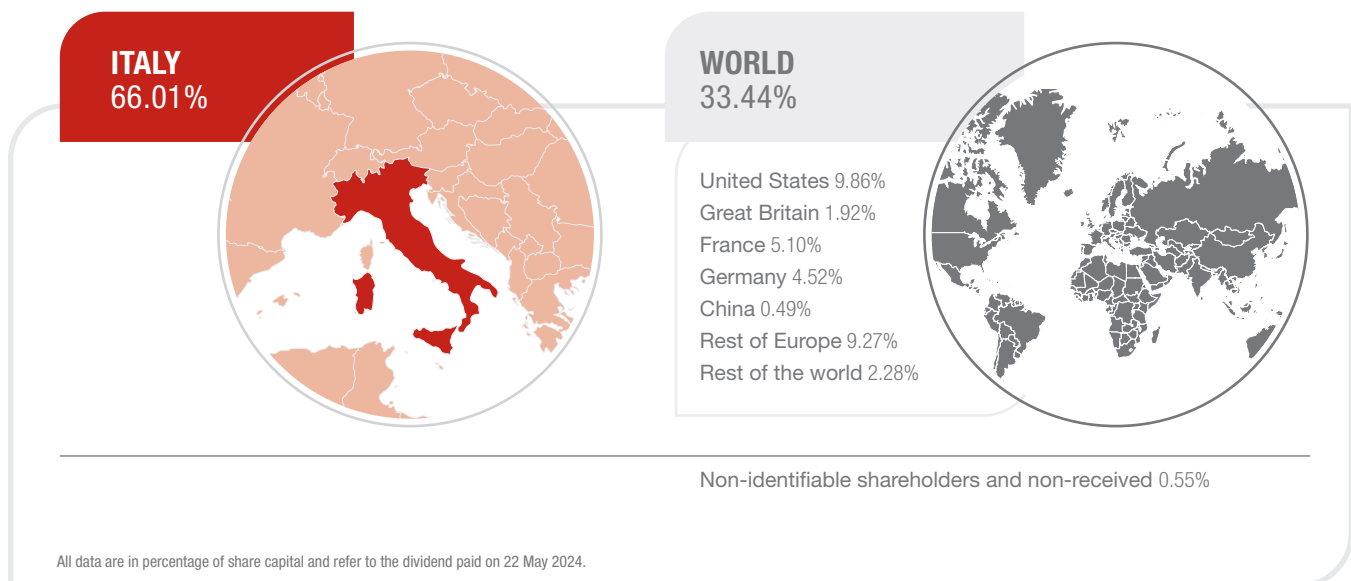 ITALY
66.01%
WORLD
33.44%
United States 9.86%
Great Britain 1.92%
France 5.10%
Germany 4.52%
China 0.49%
Rest of Europe 9.27%
Rest of the world 2.28%
Non-identifiable shareholders and non-received 0.55%
All data are in percentage of share capital and refer to the dividend paid on 22 May 2024.